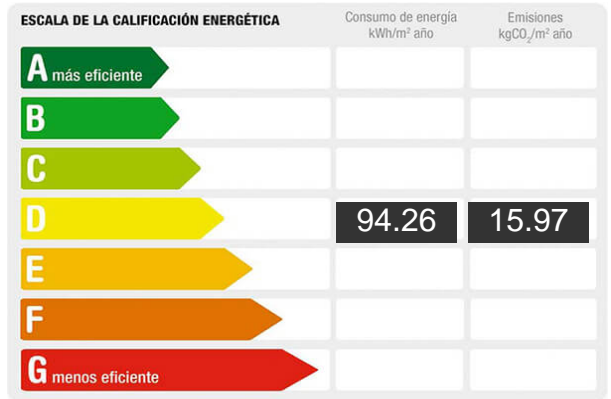 ESCALA DE LA CALIFICACIÓN ENERGÉTICA
Consumo de energía
kWh/m² año
Emisiones
kgCO₂/m² año
A más eficiente
B
C
D 94.26 15.97
E
F
G menos eficiente